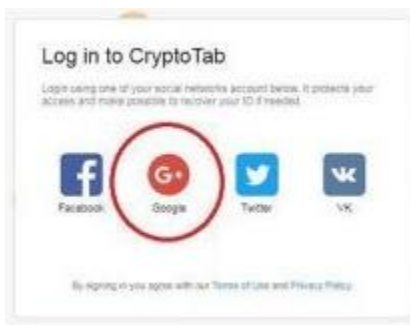 Log in to CryptoTab
Login using one of your social networks account below. It protects your
access and make possible to recover your ID if needed.
Facebook
Google
Twitter
VK
By signing in you agree with our Terms of Use and Privacy Policy